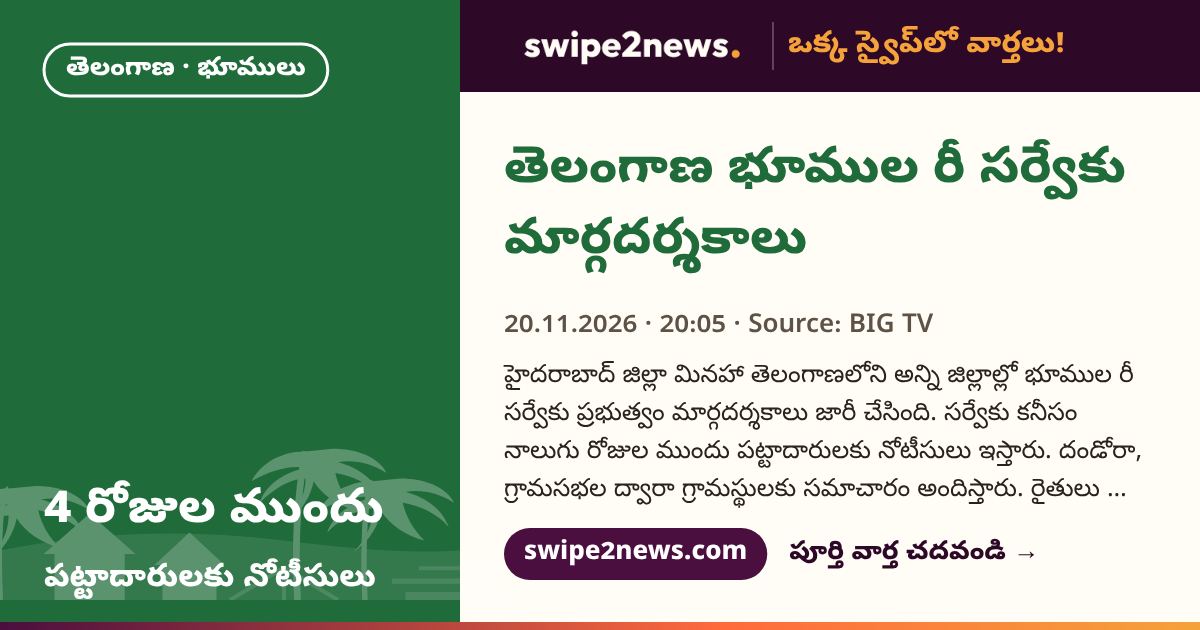 తెలంగాణ · భూములు
4 రోజుల ముందు
పట్టాదారులకు నోటీసులు
swipe2news.
ఒక్క స్వైప్‌లో వార్తలు!
తెలంగాణ భూముల రీ సర్వేకు
మార్గదర్శకాలు
20.11.2026 · 20:05 · Source: BIG TV
హైదరాబాద్ జిల్లా మినహా తెలంగాణలోని అన్ని జిల్లాల్లో భూముల రీ
సర్వేకు ప్రభుత్వం మార్గదర్శకాలు జారీ చేసింది. సర్వేకు కనీసం
నాలుగు రోజుల ముందు పట్టాదారులకు నోటీసులు ఇస్తారు. దండోరా,
గ్రామసభల ద్వారా గ్రామస్థులకు సమాచారం అందిస్తారు. రైతులు ...
swipe2news.com
పూర్తి వార్త చదవండి →